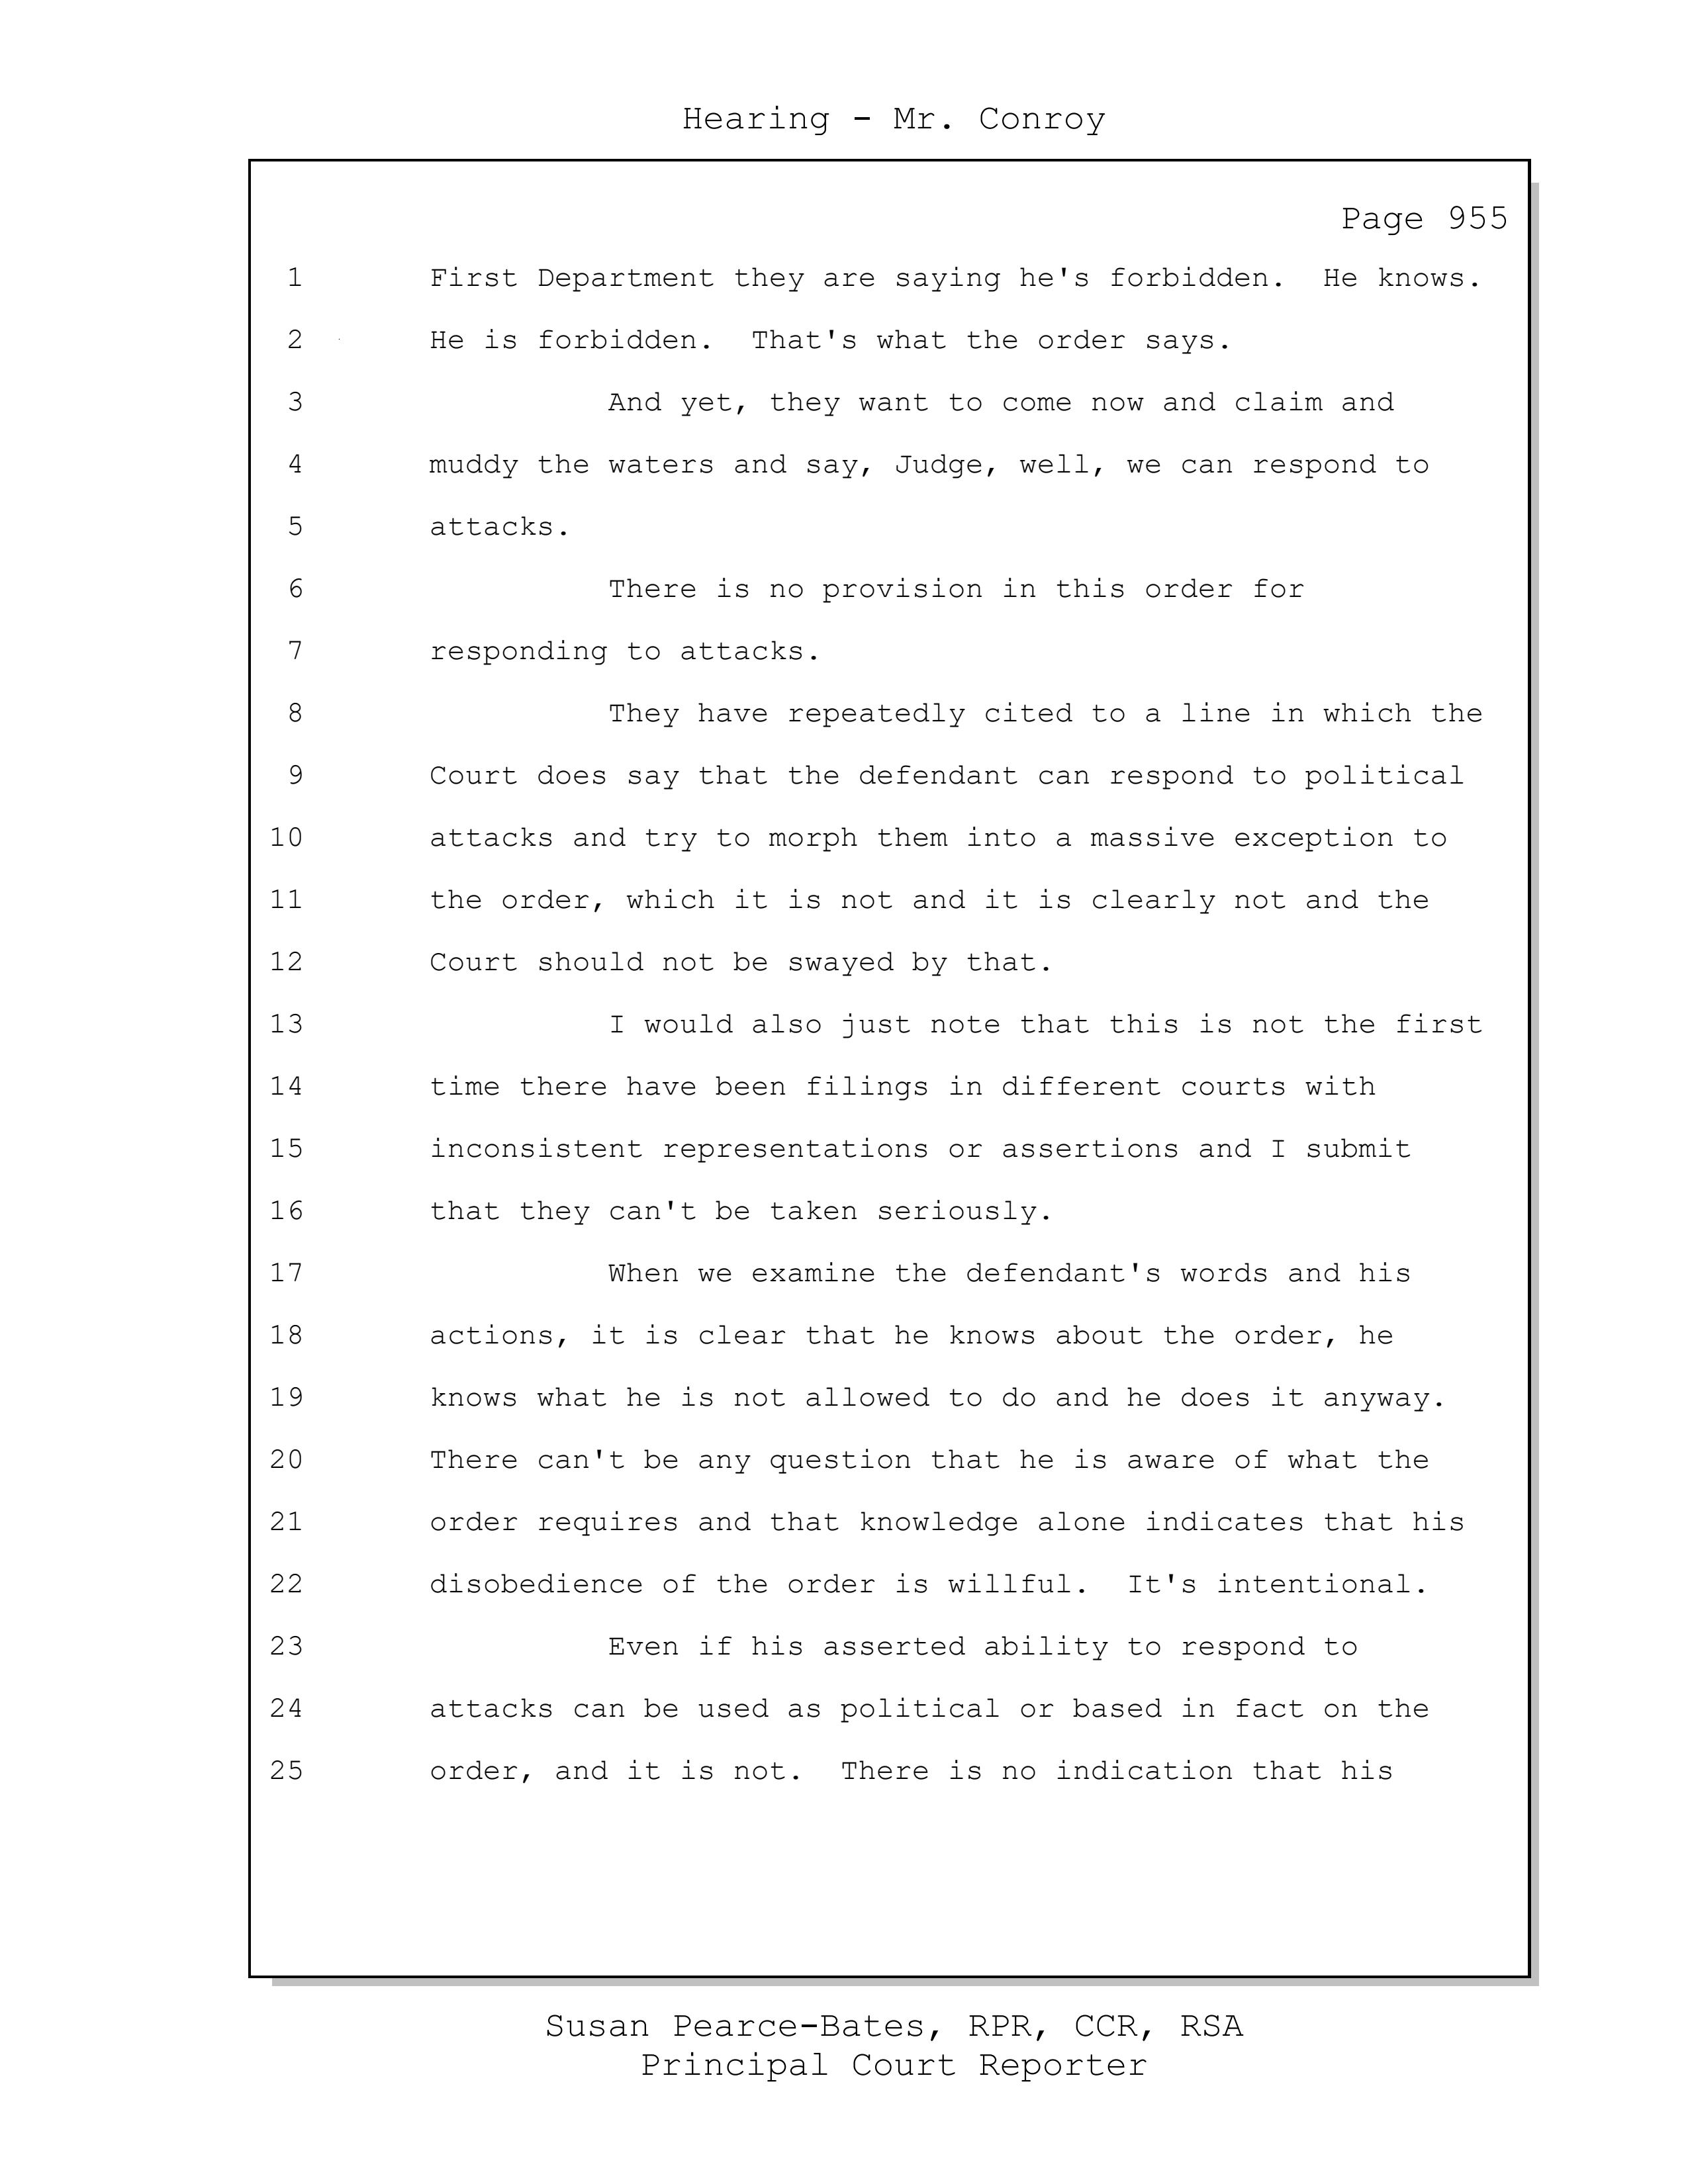 Hearing - Mr. Conroy
Page 955
1 First Department they are saying he's forbidden. He knows.
2 He is forbidden. That's what the order says.
3 And yet, they want to come now and claim and
4 muddy the waters and say, Judge, well, we can respond to
5 attacks.
6 There is no provision in this order for
7 responding to attacks.
8 They have repeatedly cited to a line in which the
9 Court does say that the defendant can respond to political
10 attacks and try to morph them into a massive exception to
11 the order, which it is not and it is clearly not and the
12 Court should not be swayed by that.
13 I would also just note that this is not the first
14 time there have been filings in different courts with
15 inconsistent representations or assertions and I submit
16 that they can't be taken seriously.
17 When we examine the defendant's words and his
18 actions, it is clear that he knows about the order, he
19 knows what he is not allowed to do and he does it anyway.
20 There can't be any question that he is aware of what the
21 order requires and that knowledge alone indicates that his
22 disobedience of the order is willful. It's intentional.
23 Even if his asserted ability to respond to
24 attacks can be used as political or based in fact on the
25 order, and it is not. There is no indication that his
Susan Pearce-Bates, RPR, CCR, RSA
Principal Court Reporter